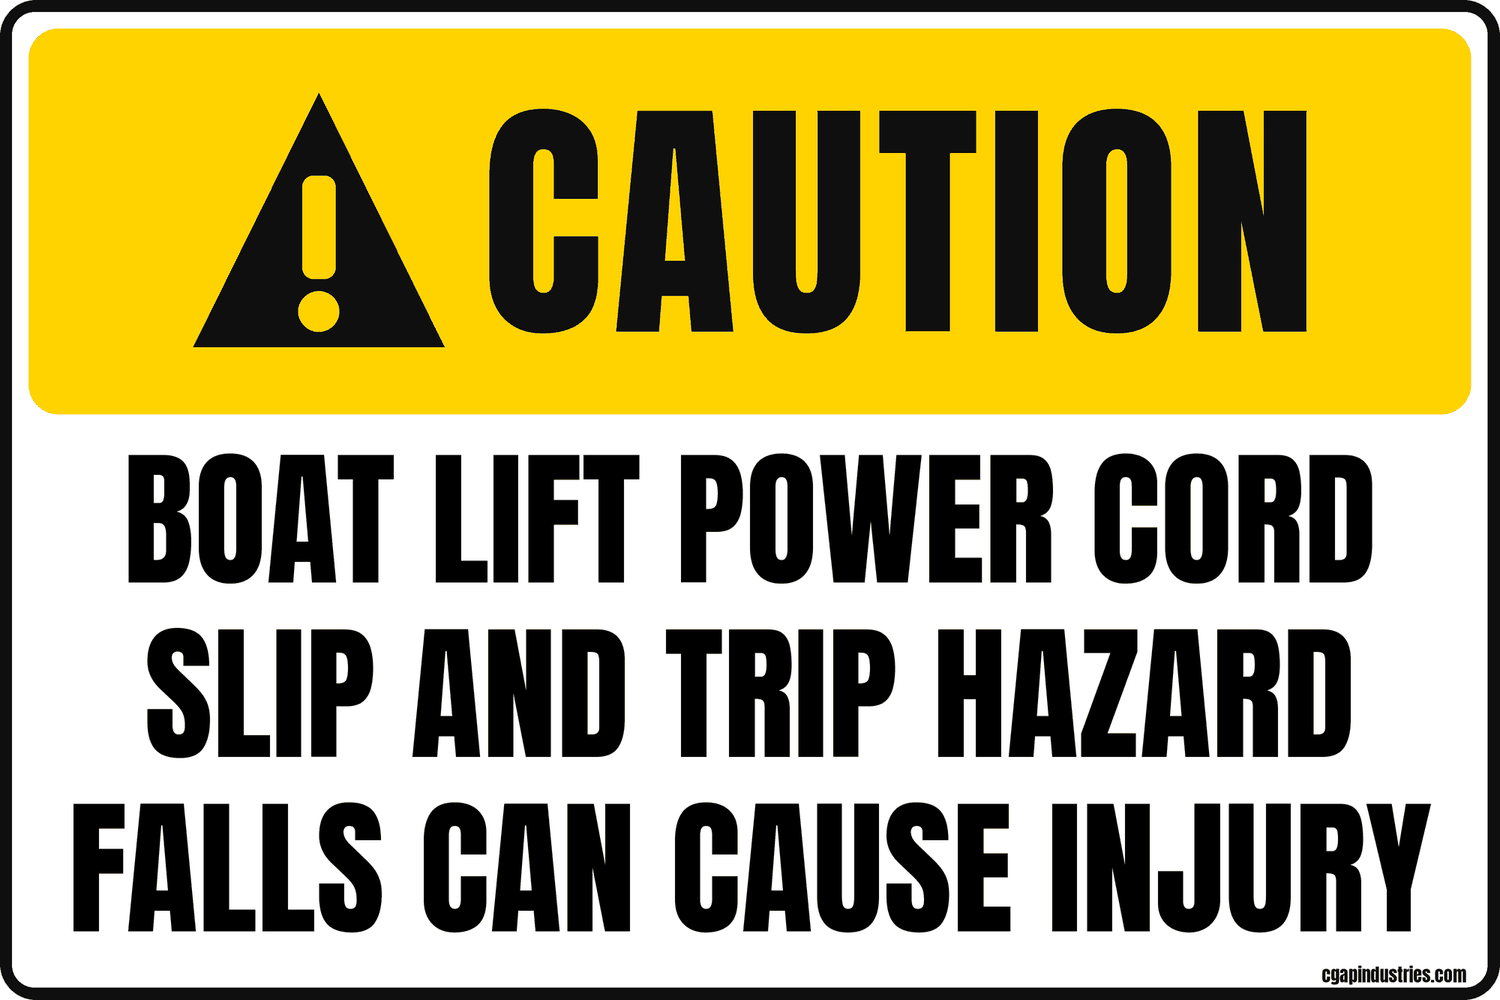 CAUTION
BOAT LIFT POWER CORD
SLIP AND TRIP HAZARD
FALLS CAN CAUSE INJURY
cgapindustries.com